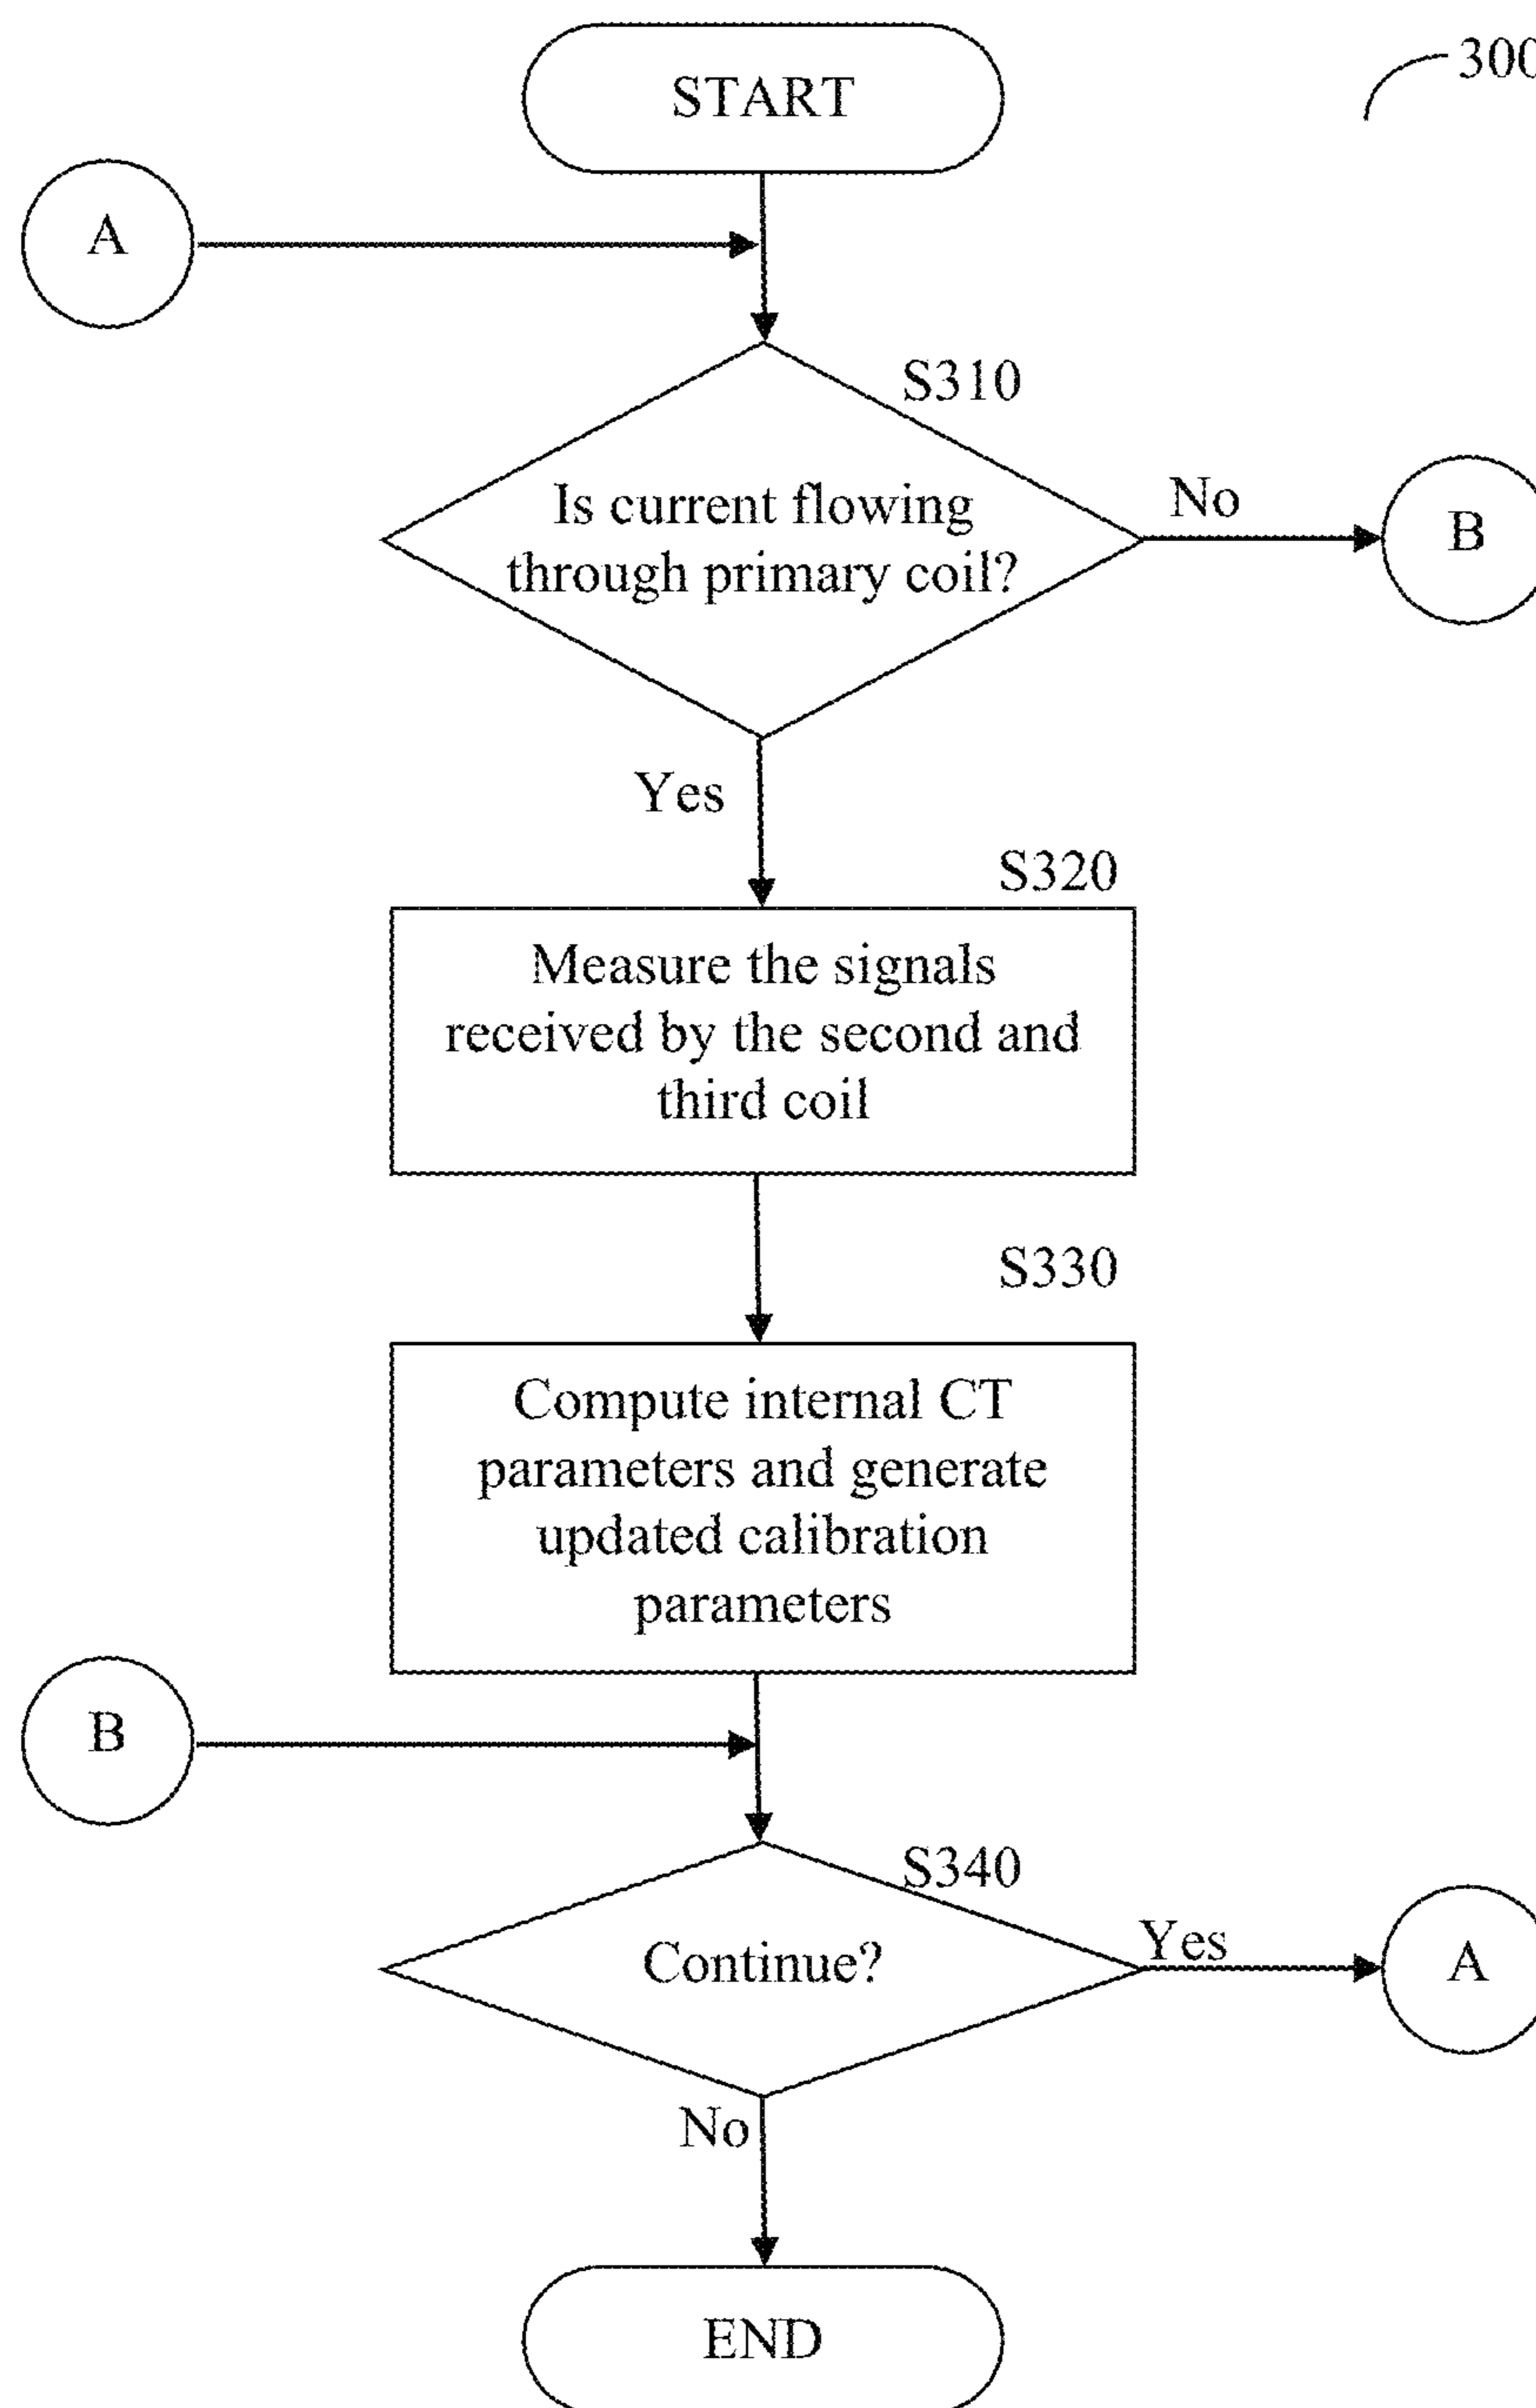 START
300
A
S310
Is current flowing
through primary coil?
No
B
Yes
S320
Measure the signals
received by the second and
third coil
S330
Compute internal CT
parameters and generate
updated calibration
parameters
B
S340
Continue?
Yes
A
No
END